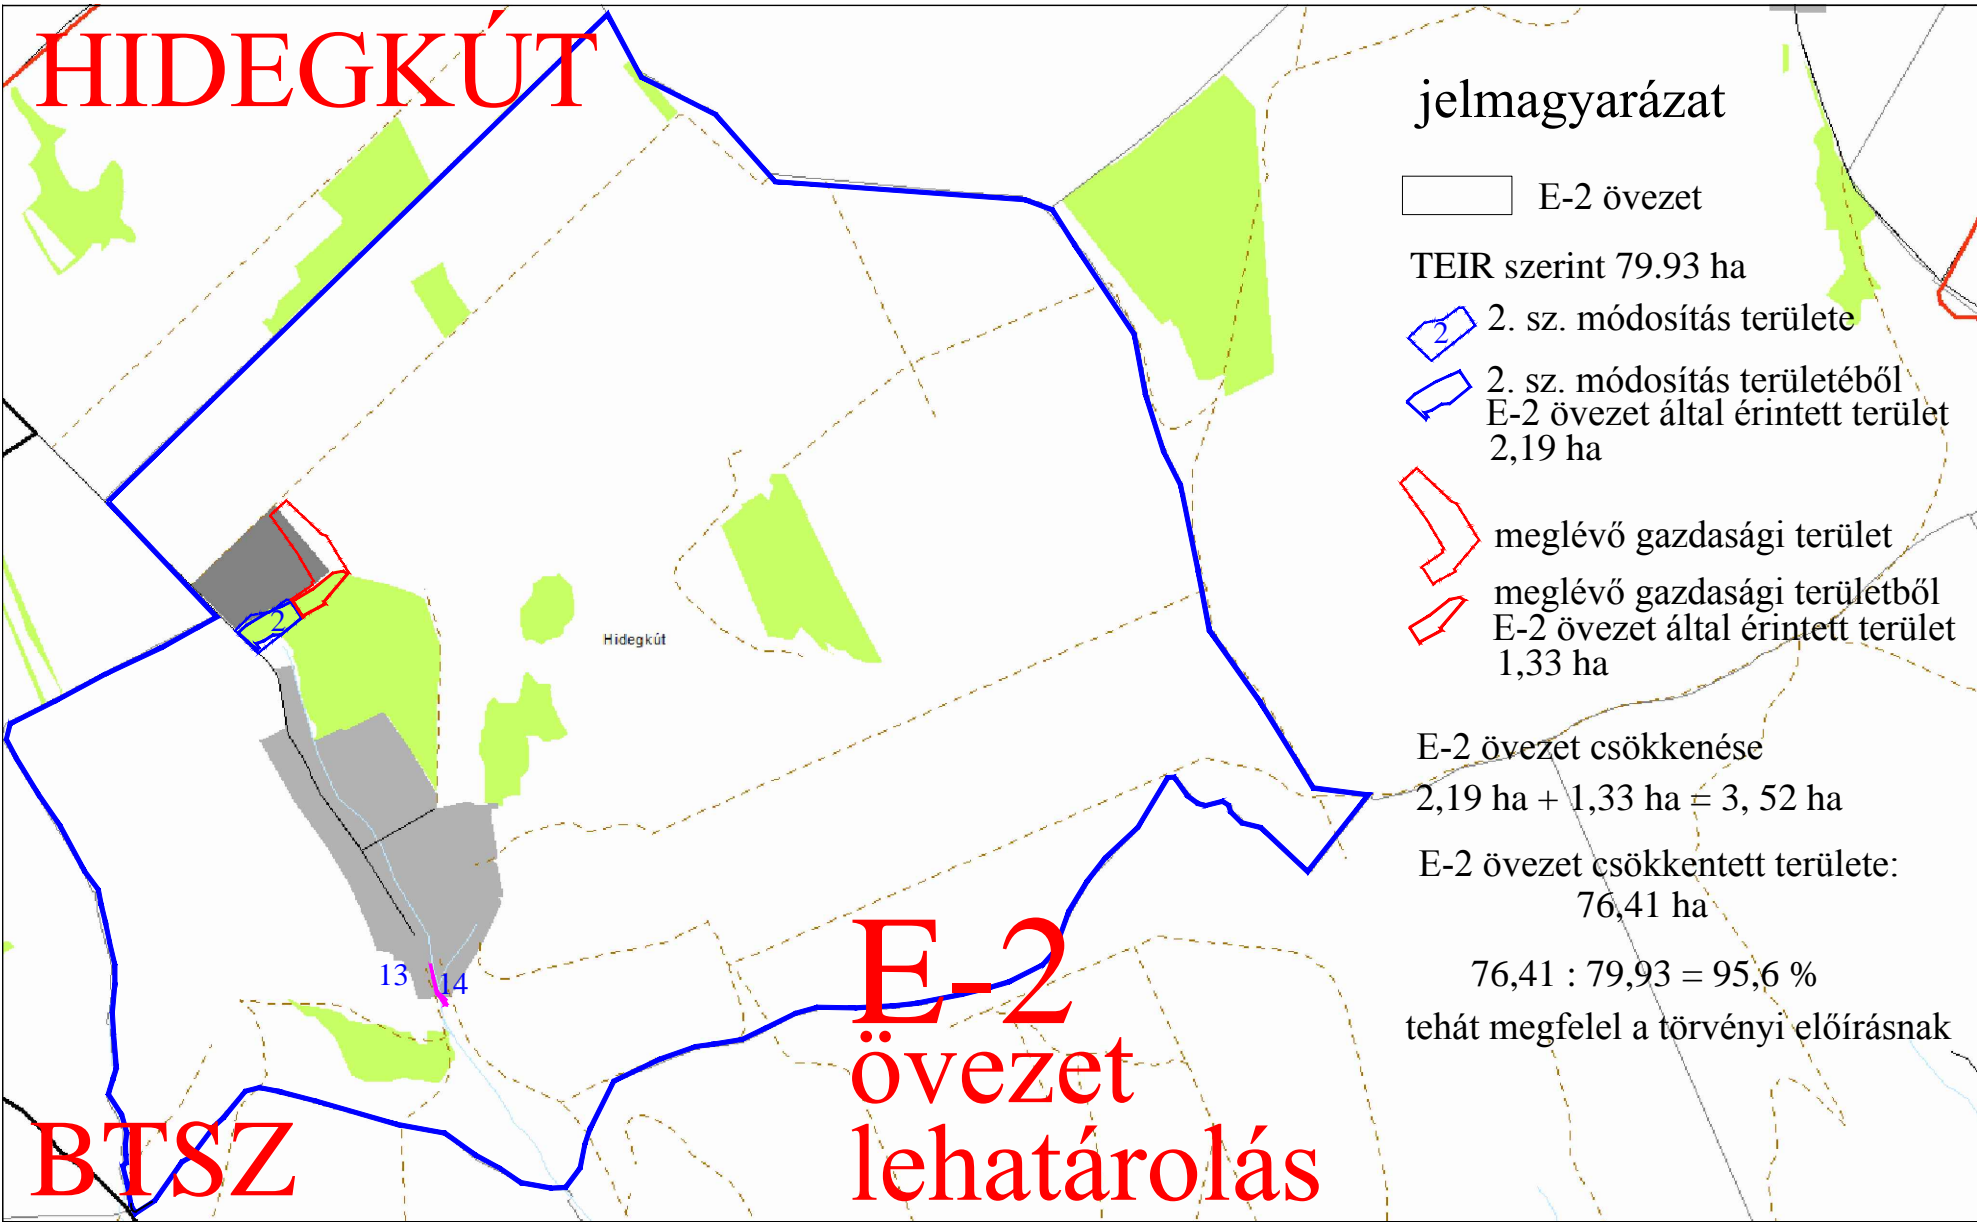 HIDEGKÚT
jelmagyarázat
E-2 övezet
TEIR szerint 79.93 ha
2
2. sz. módosítás területe
2. sz. módosítás területéből
E-2 övezet által érintett terület
2,19 ha
meglévő gazdasági terület
meglévő gazdasági területből
E-2 övezet által érintett terület
1,33 ha
E-2 övezet csökkenése
2,19 ha + 1,33 ha = 3, 52 ha
E-2 övezet csökkentett területe:
76,41 ha
76,41 : 79,93 = 95,6 %
tehát megfelel a törvényi előírásnak
2
Hidegkút
13
14
E-2
övezet
lehatárolás
BTSZ